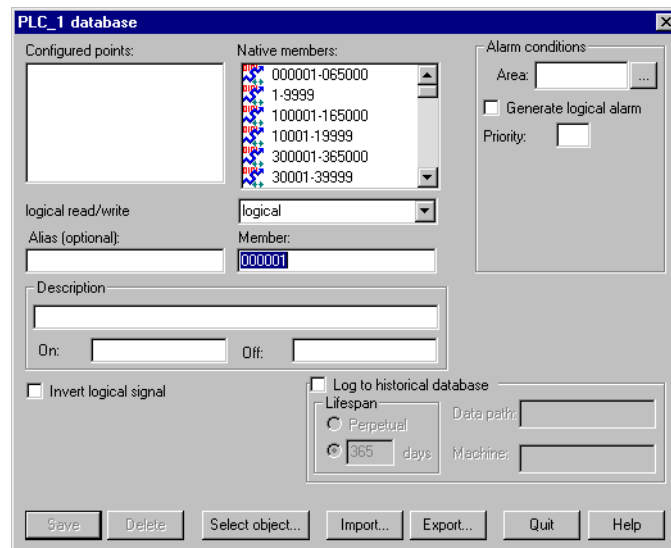 PLC_1 database
Configured points:
Native members:
000001-065000
1-9999
100001-165000
10001-19999
300001-365000
30001-39999
Alarm conditions
Area:
...
Generate logical alarm
Priority:
logical read/write
logical
Alias (optional):
Member:
000001
Description
On:
Off:
Invert logical signal
Log to historical database
Lifespan
Perpetual
365 days
Data path:
Machine:
Save
Delete
Select object...
Import...
Export...
Quit
Help